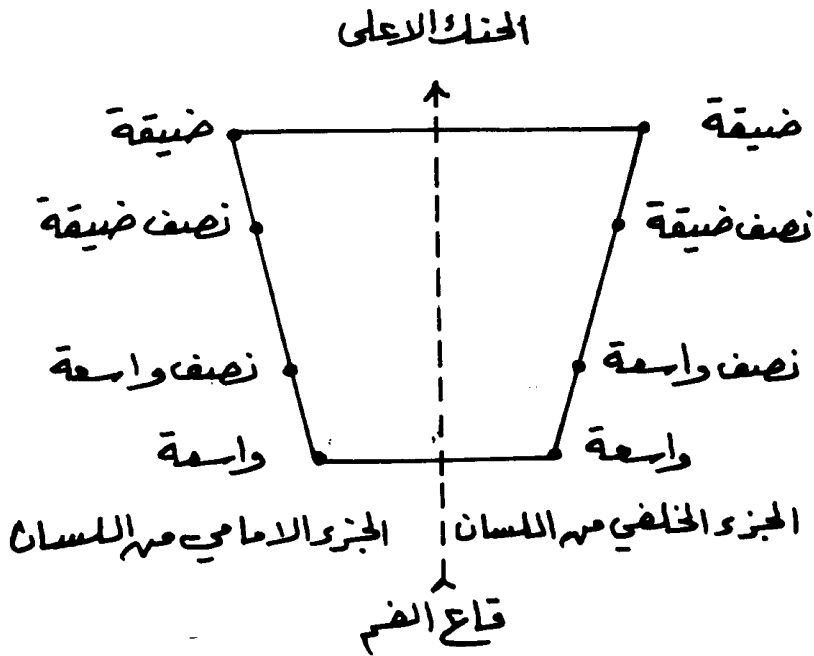 الحنك الاعلى
ضيقة ضيقة
نصف ضيقة نصف ضيقة
نصف واسعة نصف واسعة
واسعة واسعة
الجزء الخلفي من اللسان الجزء الامامي من اللسان
قاع الفم